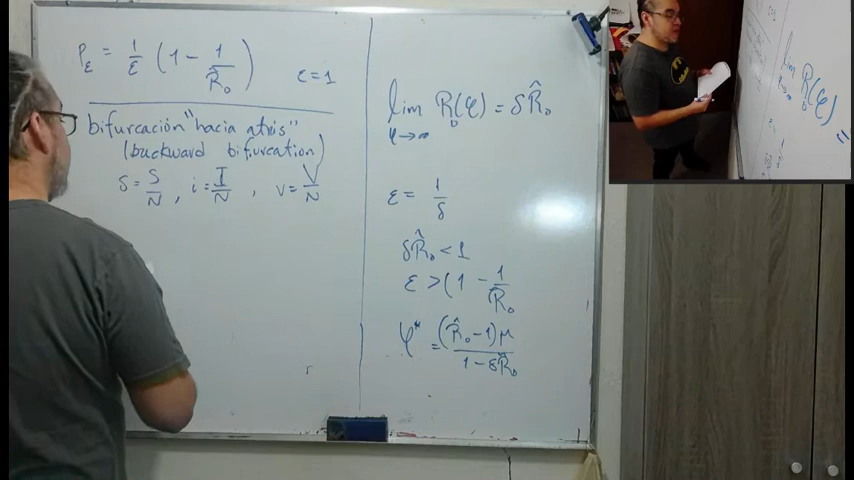 P_ε = 1/ε (1 - 1/R̂₀) ε=1
bifurcación "hacia atrás"
(backward bifurcation)
s = S/N , i = I/N , v = V/N
lim R₀(φ) = δR̂₀
φ→∞
ε = 1/δ
δR̂₀ < 1
ε > (1 - 1/R̂₀
φ* = (R̂₀-1)μ / 1-δR̂₀
lim R₀(φ) =